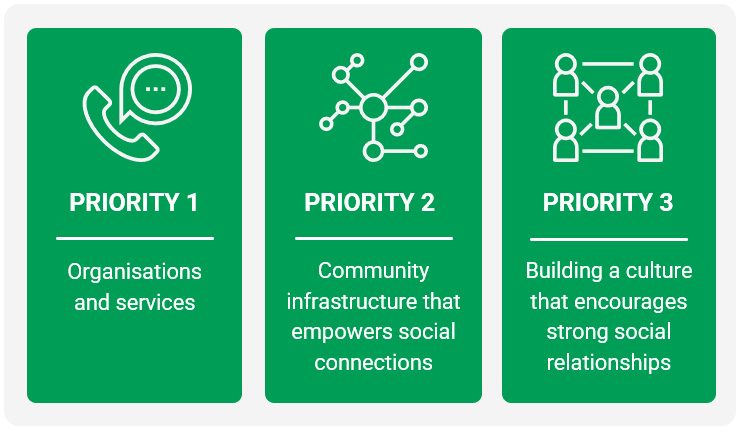 PRIORITY 1
Organisations
and services
PRIORITY 2
Community
infrastructure that
empowers social
connections
PRIORITY 3
Building a culture
that encourages
strong social
relationships